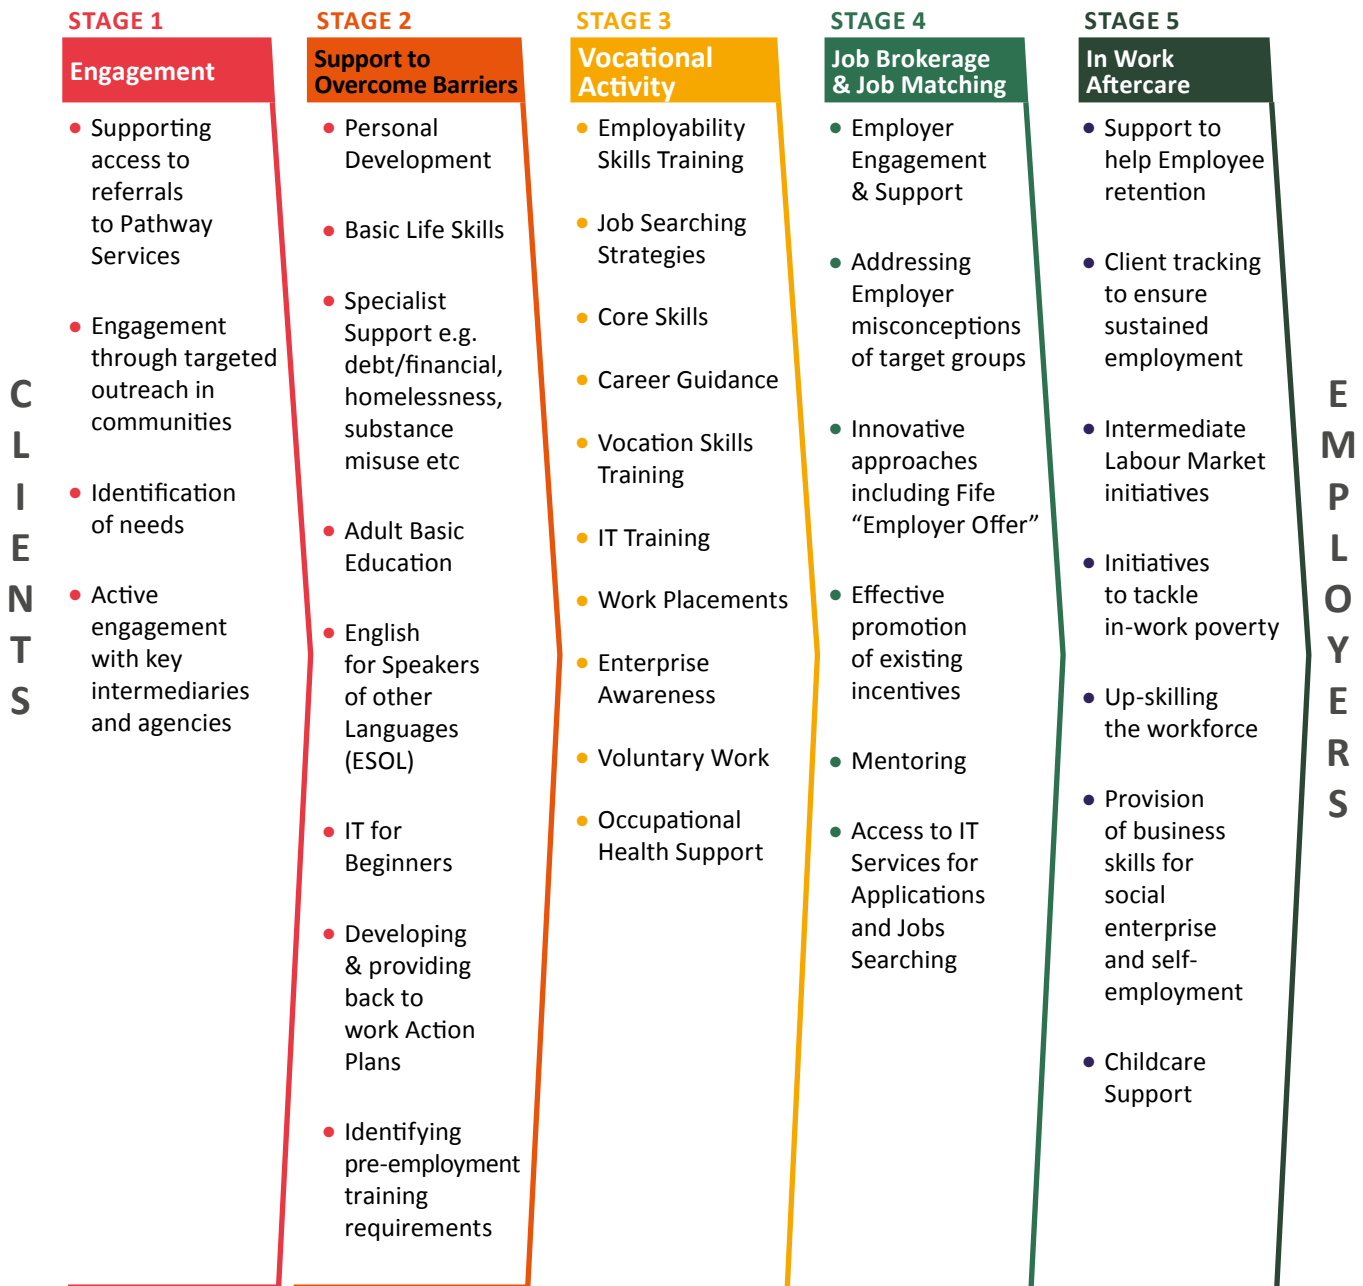 STAGE 1
Engagement
Supporting
access to
referrals
to Pathway
Services
Engagement
through targeted
outreach in
communities
Identification
of needs
Active
engagement
with key
intermediaries
and agencies
STAGE 2
Support to
Overcome Barriers
Personal
Development
Basic Life Skills
Specialist
Support e.g.
debt/financial,
homelessness,
substance
misuse etc
Adult Basic
Education
English
for Speakers
of other
Languages
(ESOL)
IT for
Beginners
Developing
& providing
back to
work Action
Plans
Identifying
pre-employment
training
requirements
STAGE 3
Vocational
Activity
Employability
Skills Training
Job Searching
Strategies
Core Skills
Career Guidance
Vocation Skills
Training
IT Training
Work Placements
Enterprise
Awareness
Voluntary Work
Occupational
Health Support
STAGE 4
Job Brokerage
& Job Matching
Employer
Engagement
& Support
Addressing
Employer
misconceptions
of target groups
Innovative
approaches
including Fife
“Employer Offer”
Effective
promotion
of existing
incentives
Mentoring
Access to IT
Services for
Applications
and Jobs
Searching
STAGE 5
In Work
Aftercare
Support to
help Employee
retention
Client tracking
to ensure
sustained
employment
Intermediate
Labour Market
initiatives
Initiatives
to tackle
in-work poverty
Up-skilling
the workforce
Provision
of business
skills for
social
enterprise
and self-
employment
Childcare
Support
CLIENTS
EMPLOYERS